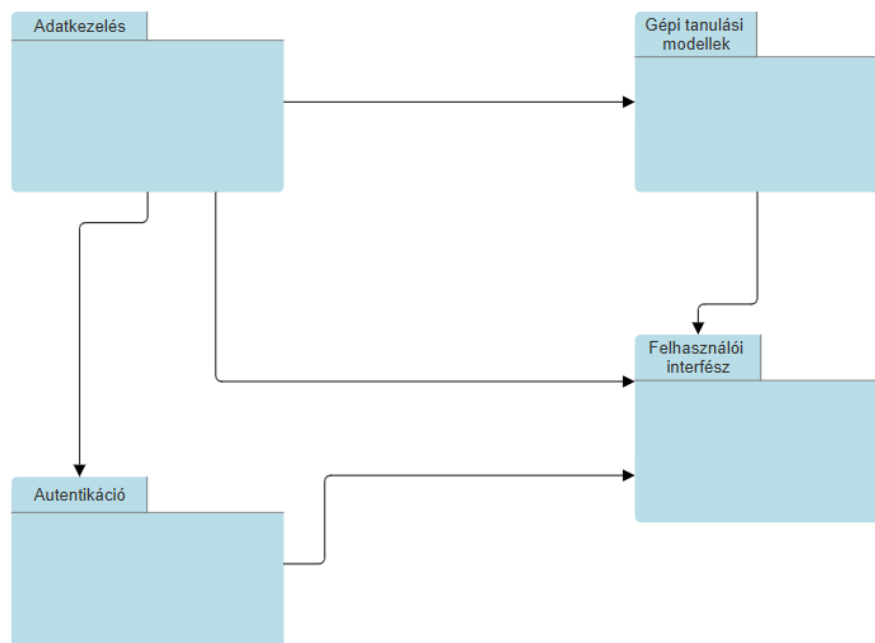 Adatkezelés
Gépi tanulási
modellek
Felhasználói
interfész
Autentikáció